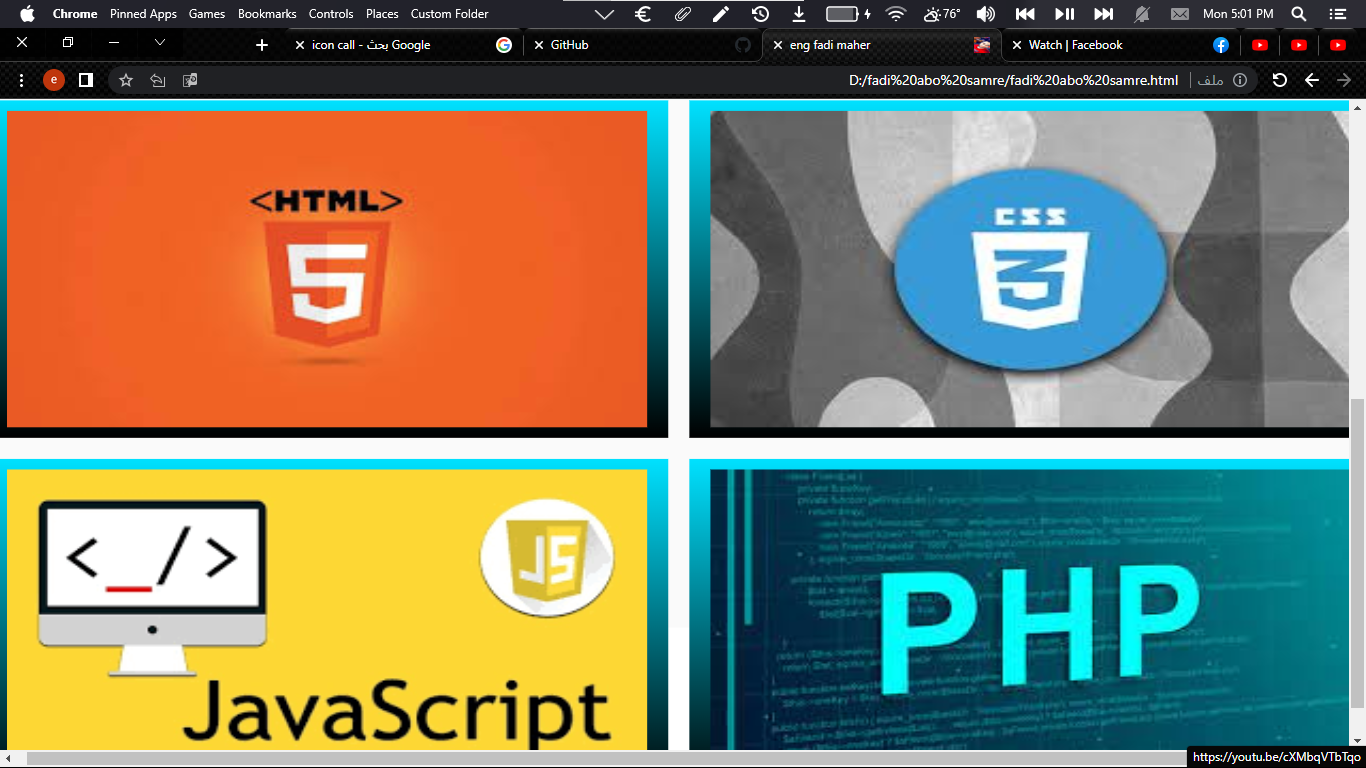 Chrome Pinned Apps Games Bookmarks Controls Places Custom Folder 76° Mon 5:01 PM
icon call - بحث Google GitHub eng fadi maher Watch | Facebook
e D:/fadi%20abo%20samre/fadi%20abo%20samre.html ملف
<HTML>
5
CSS
3
< _ / >
JS
JavaScript
PHP
https://youtu.be/cXMbqVTbTqo